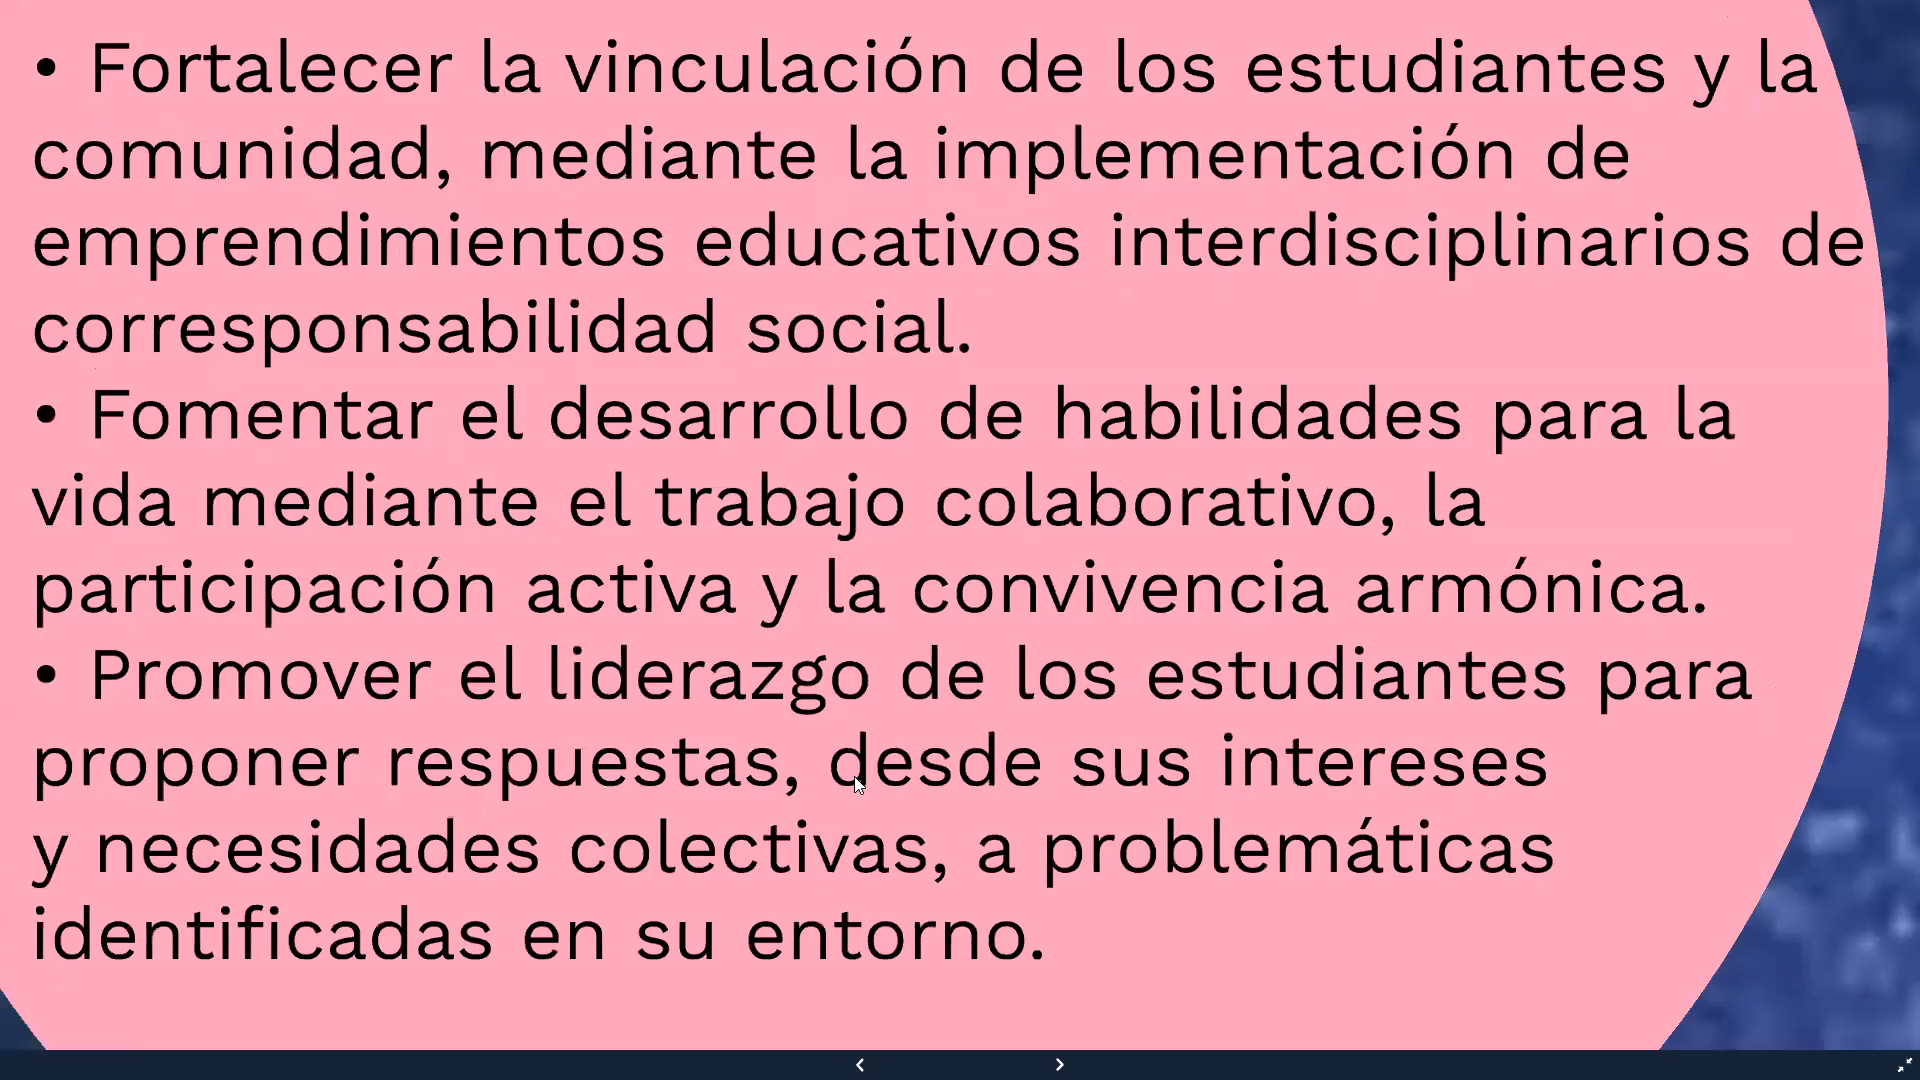 • Fortalecer la vinculación de los estudiantes y la
comunidad, mediante la implementación de
emprendimientos educativos interdisciplinarios de
corresponsabilidad social.
• Fomentar el desarrollo de habilidades para la
vida mediante el trabajo colaborativo, la
participación activa y la convivencia armónica.
• Promover el liderazgo de los estudiantes para
proponer respuestas, desde sus intereses
y necesidades colectivas, a problemáticas
identificadas en su entorno.